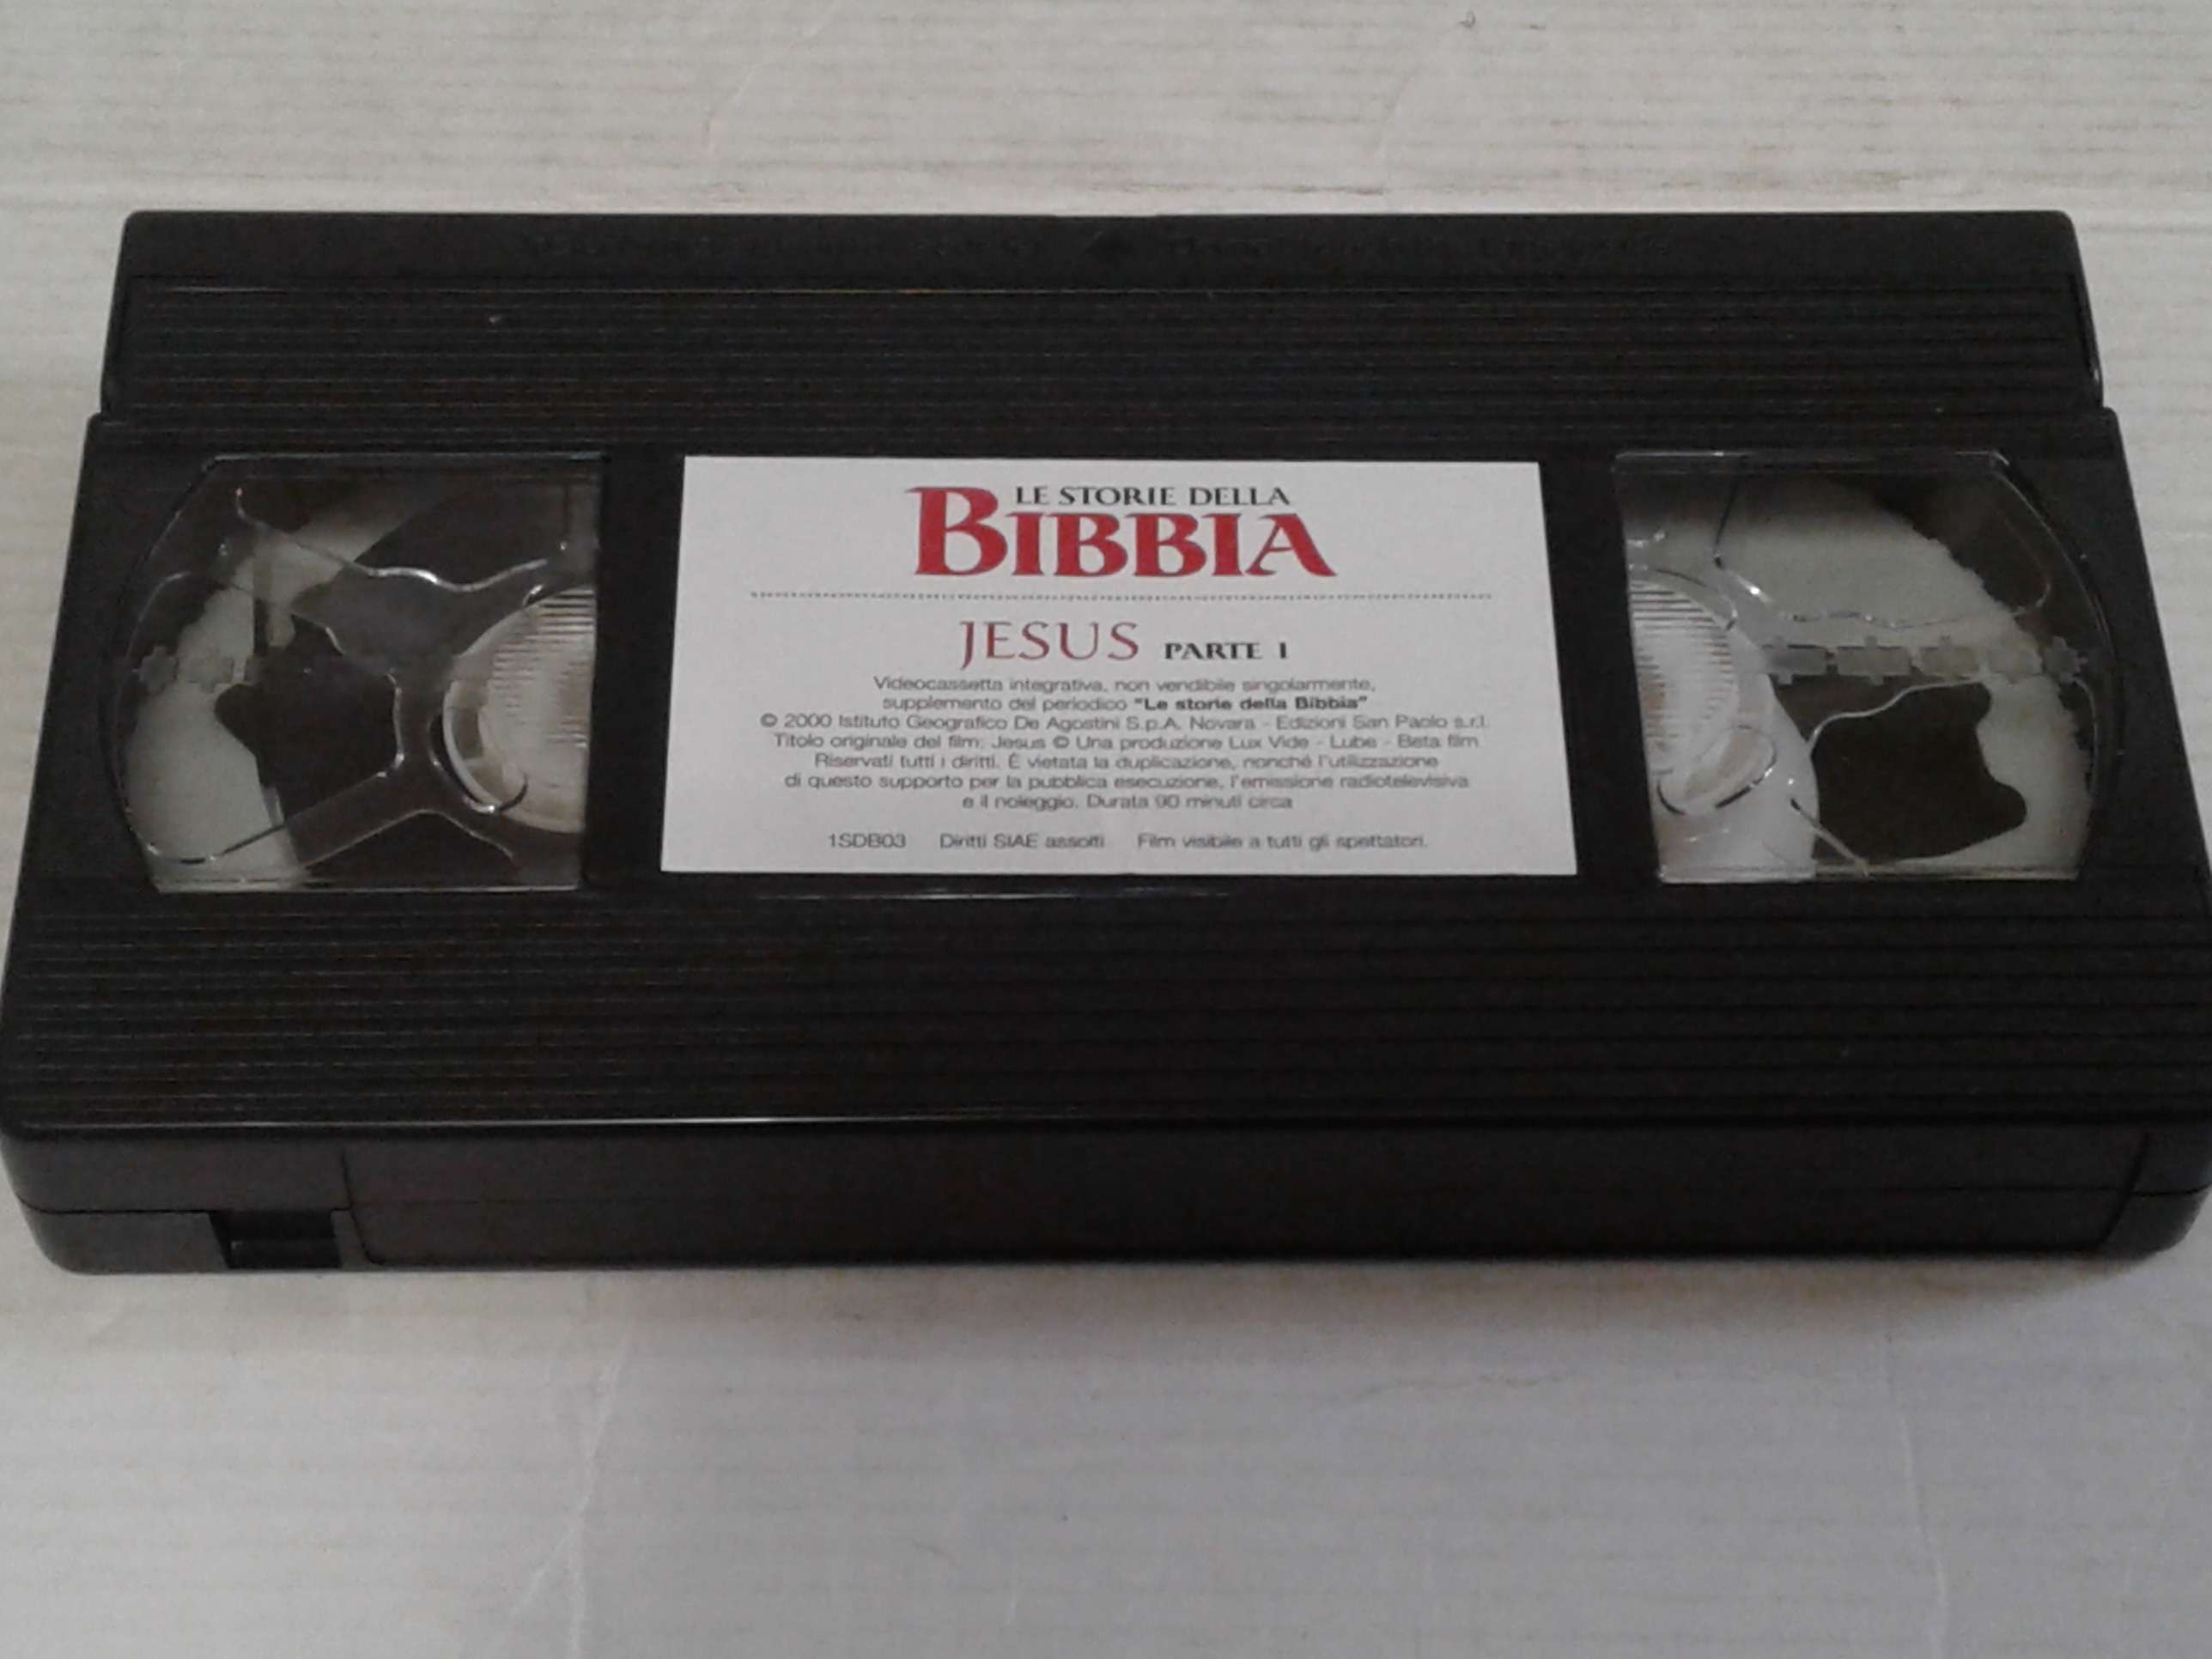 LE STORIE DELLA
BIBBIA
JESUS PARTE 1
Videocassetta integrativa, non vendibile singolarmente,
supplemento del periodico "Le storie della Bibbia"
© 2000 Istituto Geografico De Agostini S.p.A. Novara - Edizioni San Paolo s.r.l.
Titolo originale del film: Jesus © Una produzione Lux Vide - Lube - Beta film
Riservati tutti i diritti. È vietata la duplicazione, nonché l'utilizzazione
di questo supporto per la pubblica esecuzione, l'emissione radiotelevisiva
e il noleggio. Durata 90 minuti circa
1SDB03 Diritti SIAE assolti Film visibile a tutti gli spettatori.